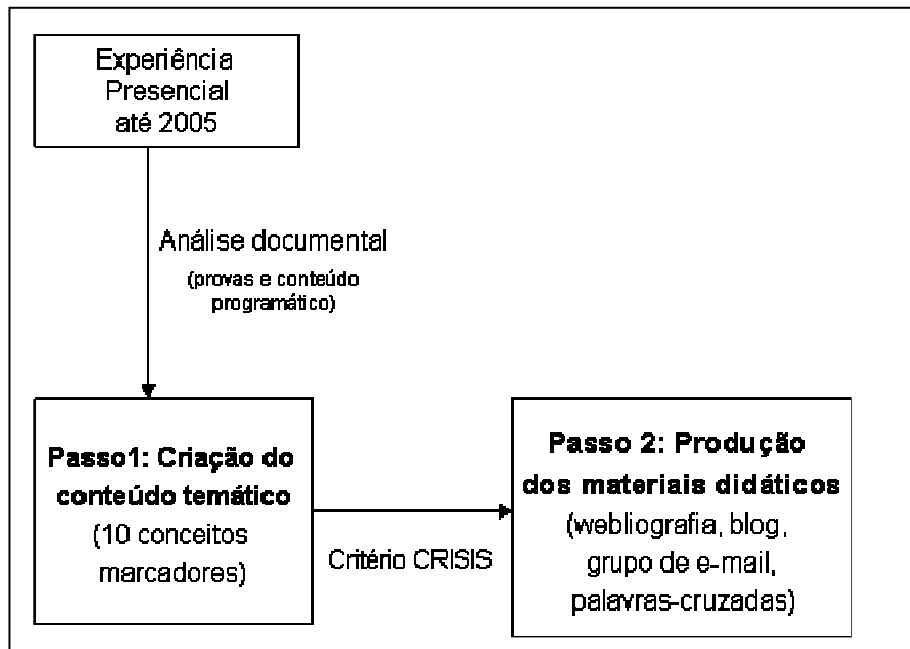 Experiência
Presencial
até 2005
Análise documental
(provas e conteúdo
programático)
Passo1: Criação do
conteúdo temático
(10 conceitos
marcadores)
Critério CRISIS
Passo 2: Produção
dos materiais didáticos
(webliografia, blog,
grupo de e-mail,
palavras-cruzadas)